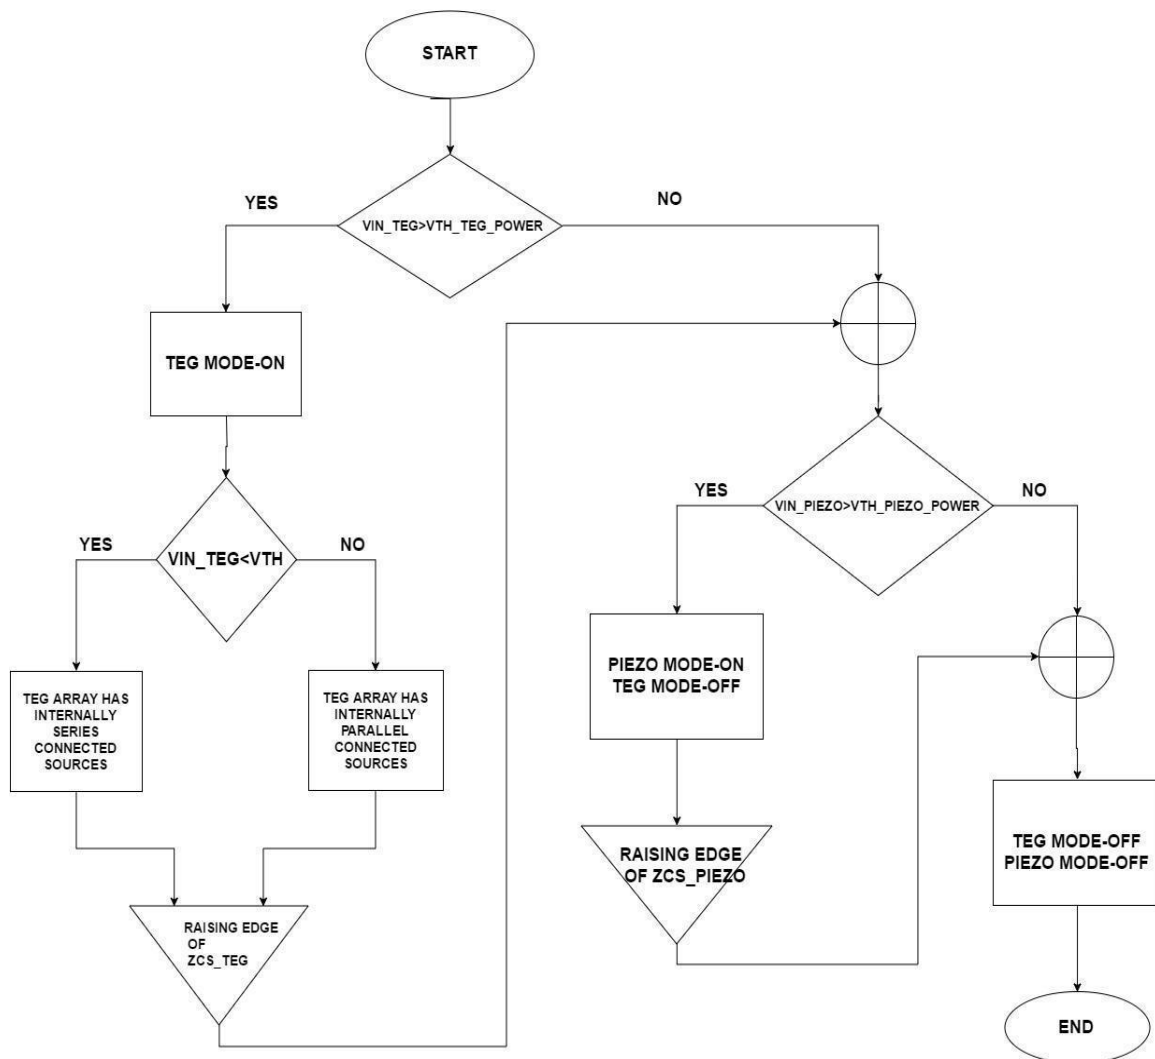 START
YES
NO
VIN_TEG>VTH_TEG_POWER
TEG MODE-ON
YES
NO
VIN_TEG<VTH
TEG ARRAY HAS
INTERNALLY
SERIES
CONNECTED
SOURCES
TEG ARRAY HAS
INTERNALLY
PARALLEL
CONNECTED
SOURCES
RAISING EDGE
OF
ZCS_TEG
YES
NO
VIN_PIEZO>VTH_PIEZO_POWER
PIEZO MODE-ON
TEG MODE-OFF
RAISING EDGE
OF ZCS_PIEZO
TEG MODE-OFF
PIEZO MODE-OFF
END